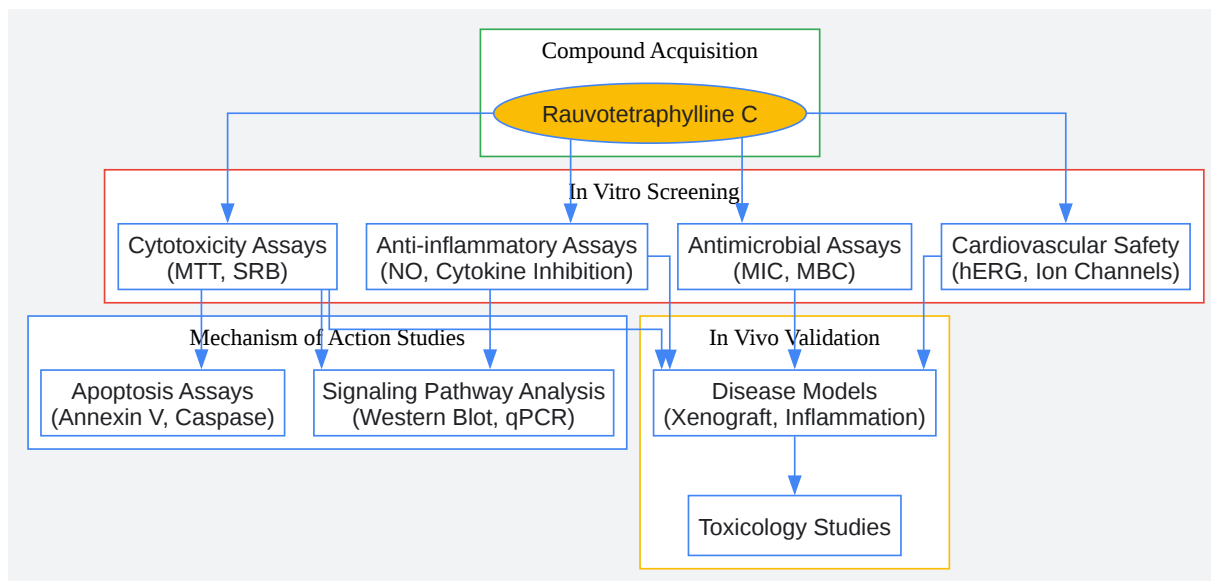 Compound Acquisition
Rauvotetraphylline C
In Vitro Screening
Cytotoxicity Assays
(MTT, SRB)
Anti-inflammatory Assays
(NO, Cytokine Inhibition)
Antimicrobial Assays
(MIC, MBC)
Cardiovascular Safety
(hERG, Ion Channels)
Mechanism of Action Studies
Apoptosis Assays
(Annexin V, Caspase)
Signaling Pathway Analysis
(Western Blot, qPCR)
In Vivo Validation
Disease Models
(Xenograft, Inflammation)
Toxicology Studies